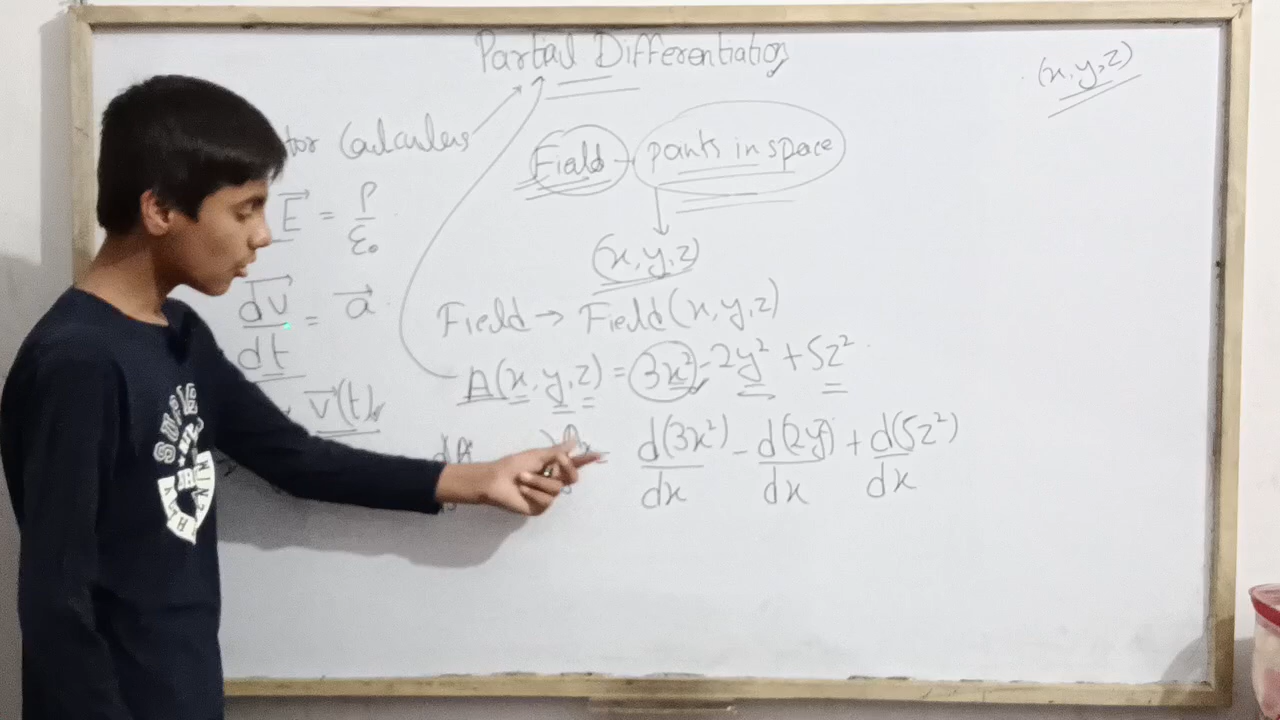 Partial Differentiation
(x,y,z)
tor Calculus
Field - points in space
E = ρ/ε₀
(x,y,z)
dv/dt = a
Field → Field(x,y,z)
A(x,y,z) = 3x² - 2y² + 5z²
v(t)
d(3x²)/dx - d(2y²)/dx + d(5z²)/dx